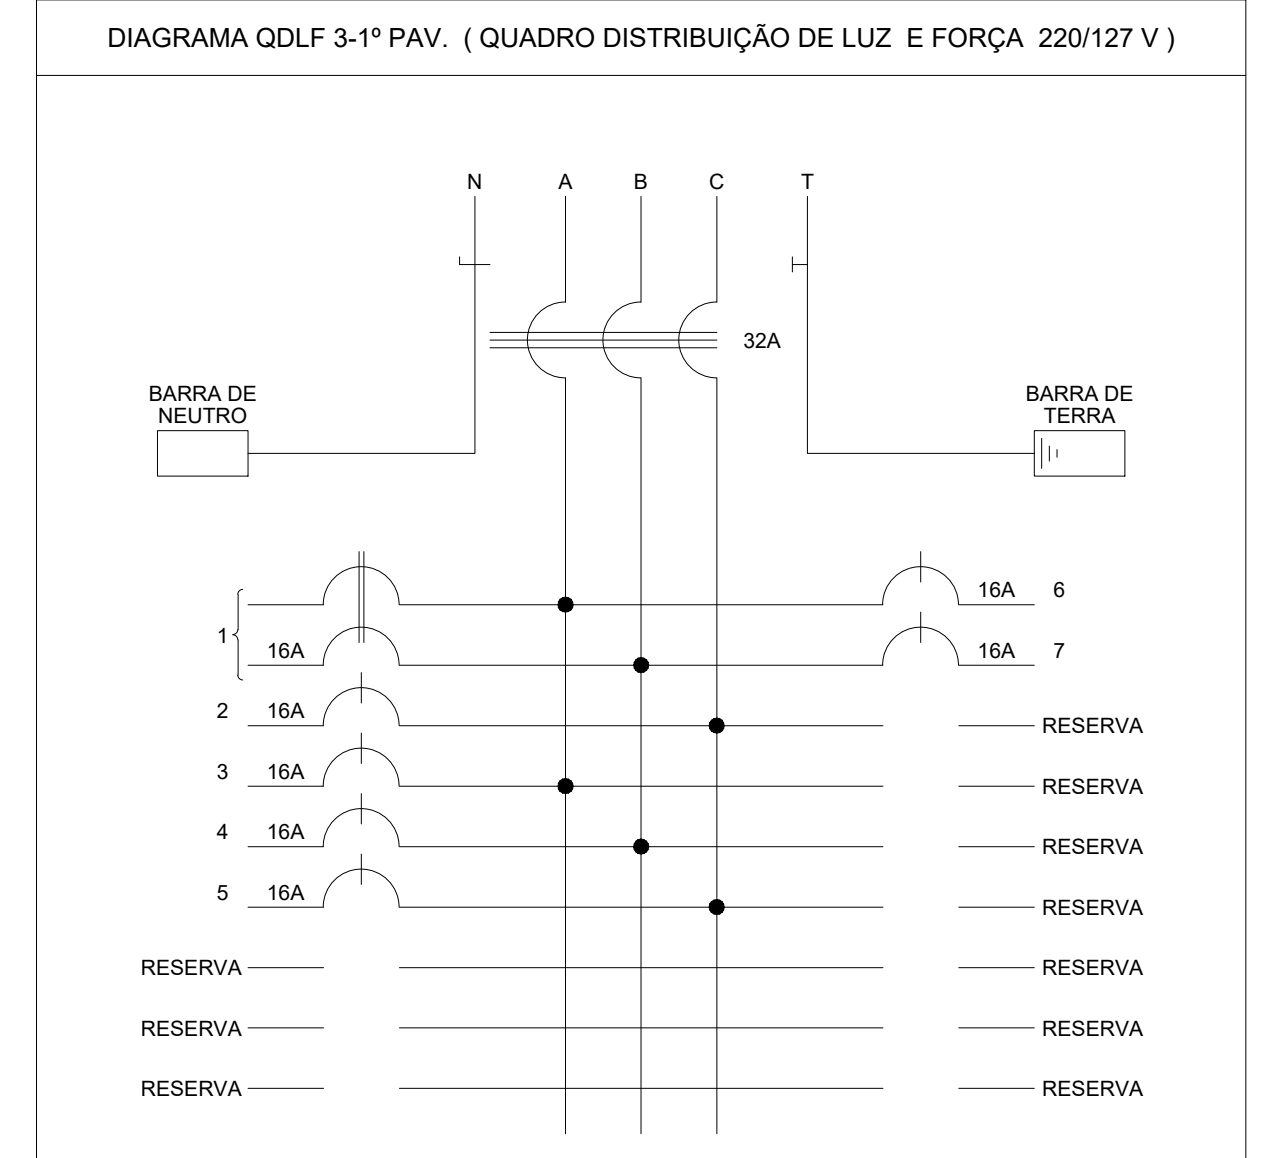 DIAGRAMA QDLF 3-1º PAV. ( QUADRO DISTRIBUIÇÃO DE LUZ E FORÇA 220/127 V )
N A B C T
32A
BARRA DE
NEUTRO
BARRA DE
TERRA
16A 6
1
16A
16A 7
2 16A
RESERVA
3 16A
RESERVA
4 16A
RESERVA
5 16A
RESERVA
RESERVA
RESERVA
RESERVA
RESERVA
RESERVA
RESERVA